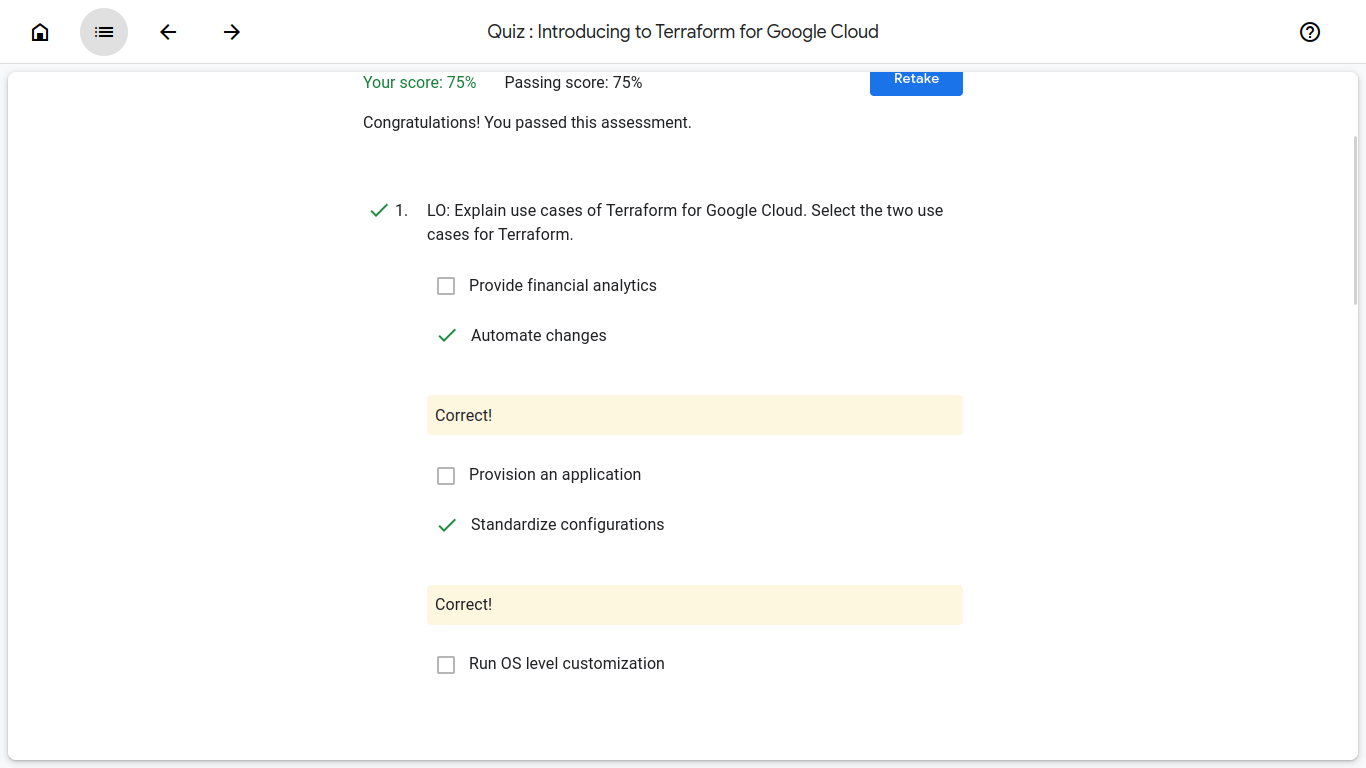 Quiz : Introducing to Terraform for Google Cloud
Your score: 75% Passing score: 75% Retake
Congratulations! You passed this assessment.
1. LO: Explain use cases of Terraform for Google Cloud. Select the two use
cases for Terraform.
Provide financial analytics
Automate changes
Correct!
Provision an application
Standardize configurations
Correct!
Run OS level customization